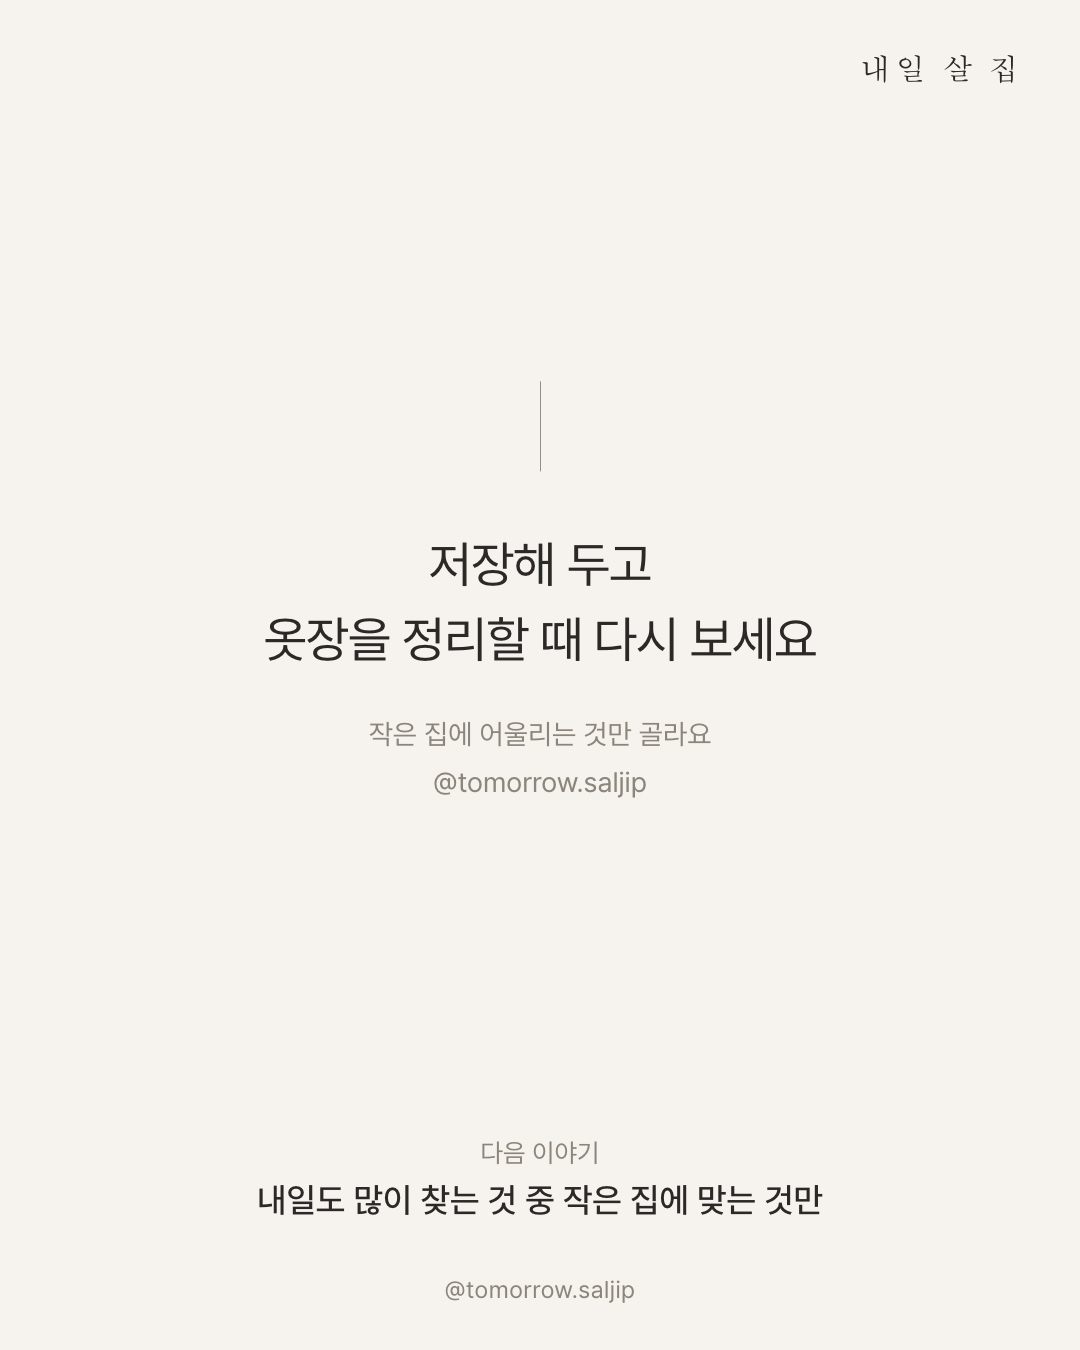 내일 살 집
저장해 두고
옷장을 정리할 때 다시 보세요
작은 집에 어울리는 것만 골라요
@tomorrow.saljip
다음 이야기
내일도 많이 찾는 것 중 작은 집에 맞는 것만
@tomorrow.saljip